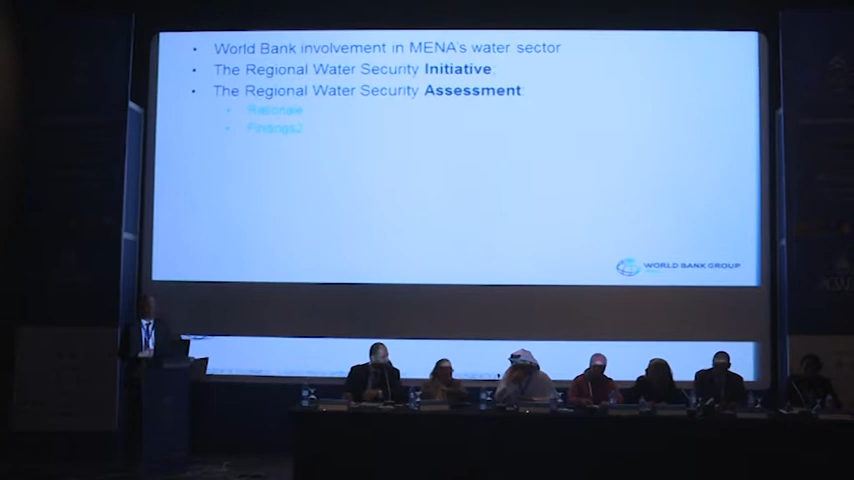 • World Bank involvement in MENA's water sector
• The Regional Water Security Initiative:
• The Regional Water Security Assessment:
• Rationale
• Findings2
WORLD BANK GROUP